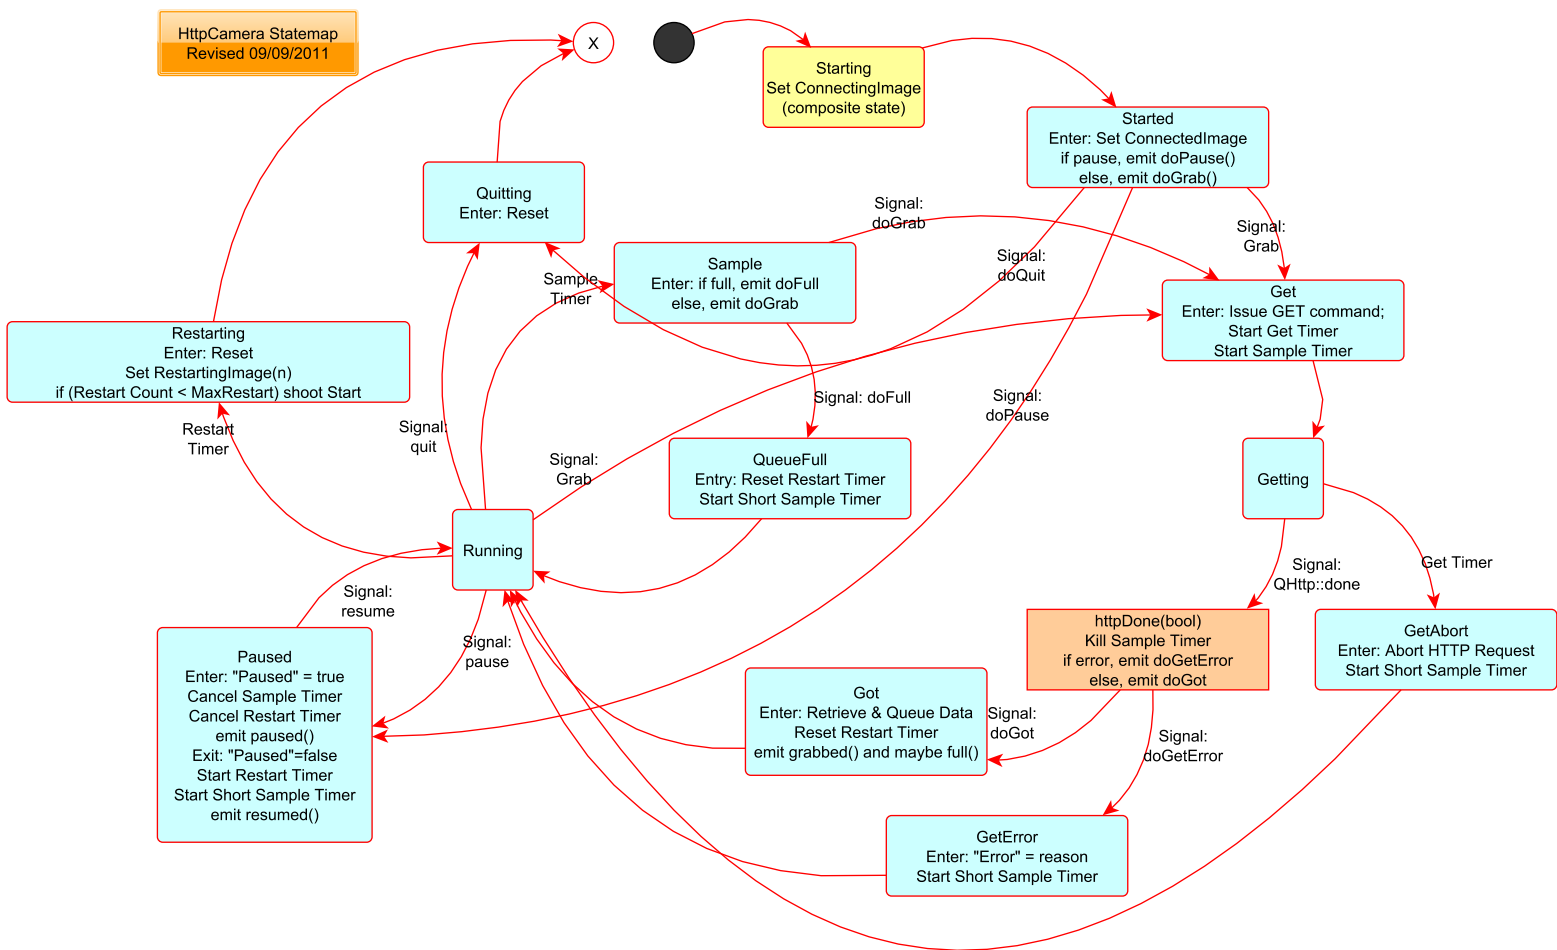 HttpCamera Statemap
Revised 09/09/2011
X
Starting
Set ConnectingImage
(composite state)
Started
Enter: Set ConnectedImage
if pause, emit doPause()
else, emit doGrab()
Quitting
Enter: Reset
Signal:
doGrab
Signal:
Grab
Signal:
doQuit
Sample
Timer
Sample
Enter: if full, emit doFull
else, emit doGrab
Get
Enter: Issue GET command;
Start Get Timer
Start Sample Timer
Restarting
Enter: Reset
Set RestartingImage(n)
if (Restart Count < MaxRestart) shoot Start
Restart
Timer
Signal:
quit
Signal: doFull
Signal:
doPause
Signal:
Grab
QueueFull
Entry: Reset Restart Timer
Start Short Sample Timer
Getting
Running
Signal:
resume
Signal:
QHttp::done
Get Timer
Signal:
pause
httpDone(bool)
Kill Sample Timer
if error, emit doGetError
else, emit doGot
GetAbort
Enter: Abort HTTP Request
Start Short Sample Timer
Paused
Enter: "Paused" = true
Cancel Sample Timer
Cancel Restart Timer
emit paused()
Exit: "Paused"=false
Start Restart Timer
Start Short Sample Timer
emit resumed()
Got
Enter: Retrieve & Queue Data
Reset Restart Timer
emit grabbed() and maybe full()
Signal:
doGot
Signal:
doGetError
GetError
Enter: "Error" = reason
Start Short Sample Timer